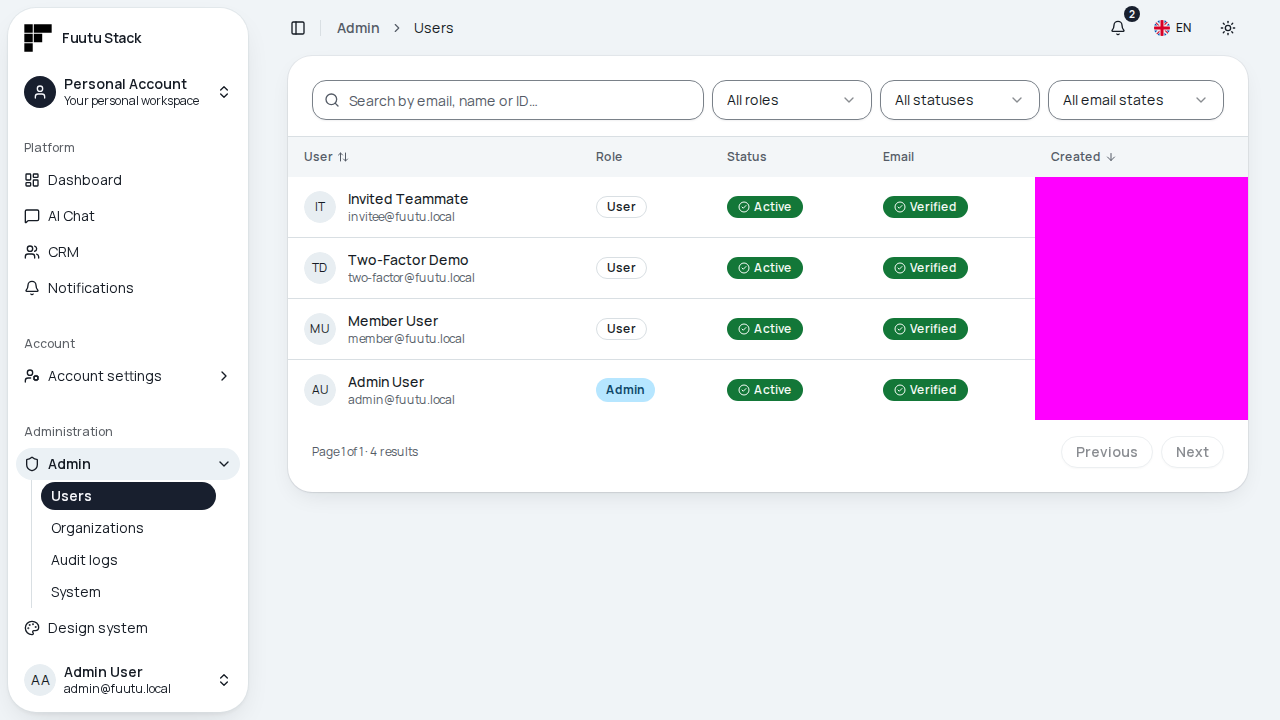 Fuutu Stack
Personal Account
Your personal workspace
Platform
Dashboard
AI Chat
CRM
Notifications
Account
Account settings
Administration
Admin
Users
Organizations
Audit logs
System
Design system
AA
Admin User
admin@fuutu.local
Admin > Users
2
EN
Search by email, name or ID...
All roles
All statuses
All email states
User Role Status Email Created
IT Invited Teammate User Active Verified
invitee@fuutu.local
TD Two-Factor Demo User Active Verified
two-factor@fuutu.local
MU Member User User Active Verified
member@fuutu.local
AU Admin User Admin Active Verified
admin@fuutu.local
Page 1 of 1 · 4 results
Previous Next